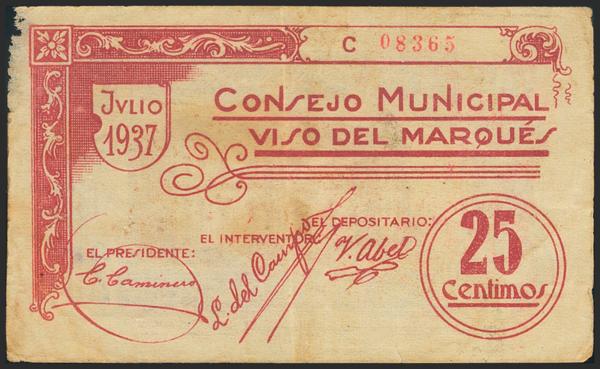 C 08365
JVLIO
1937
CONSEJO MUNICIPAL
VISO DEL MARQUÉS
EL PRESIDENTE:
C. Caminero
EL INTERVENTOR:
L. del Campo
EL DEPOSITARIO:
V. Abel
25
CENTIMOS